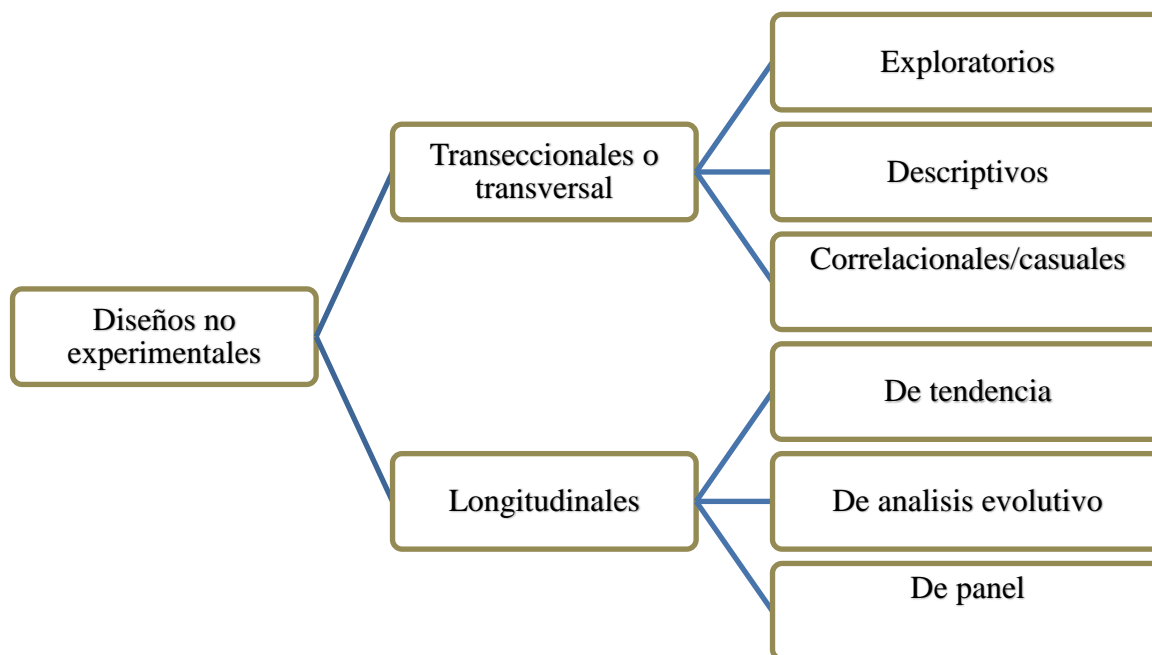 Exploratorios
Transeccionales o
transversal
Descriptivos
Correlacionales/casuales
Diseños no
experimentales
De tendencia
Longitudinales
De analisis evolutivo
De panel